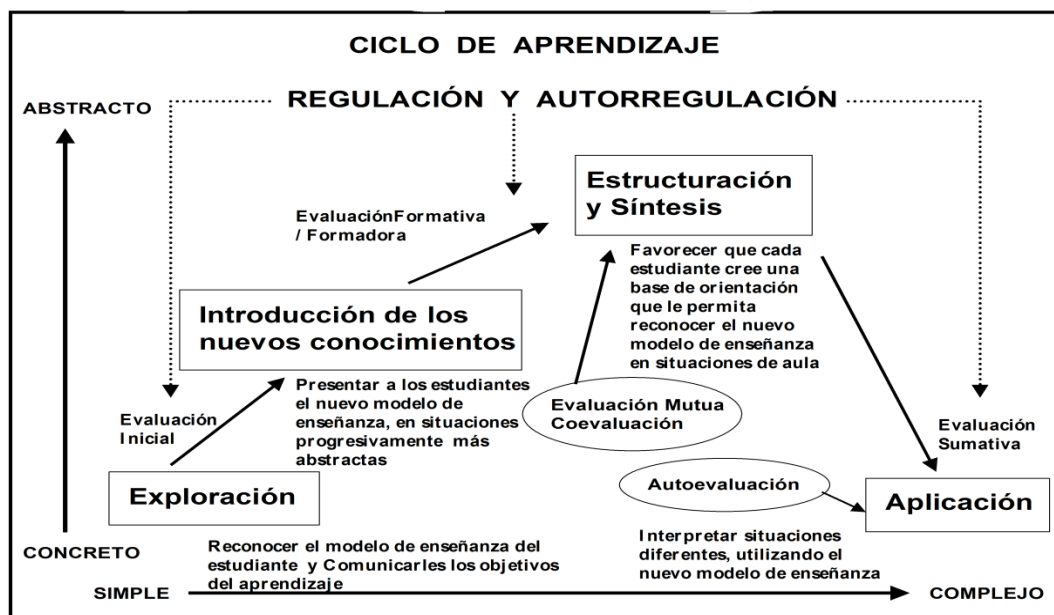 CICLO DE APRENDIZAJE
REGULACIÓN Y AUTORREGULACIÓN
ABSTRACTO
Estructuración
y Síntesis
EvaluaciónFormativa
/ Formadora
Favorecer que cada
estudiante cree una
base de orientación
que le permita
reconocer el nuevo
modelo de enseñanza
en situaciones de aula
Introducción de los
nuevos conocimientos
Presentar a los estudiantes
el nuevo modelo de
enseñanza, en situaciones
progresivamente más
abstractas
Evaluación Mutua
Coevaluación
Evaluación
Inicial
Evaluación
Sumativa
Exploración
Autoevaluación
Aplicación
CONCRETO
Reconocer el modelo de enseñanza del
estudiante y Comunicarles los objetivos
del aprendizaje
Interpretar situaciones
diferentes, utilizando el
nuevo modelo de enseñanza
SIMPLE
COMPLEJO